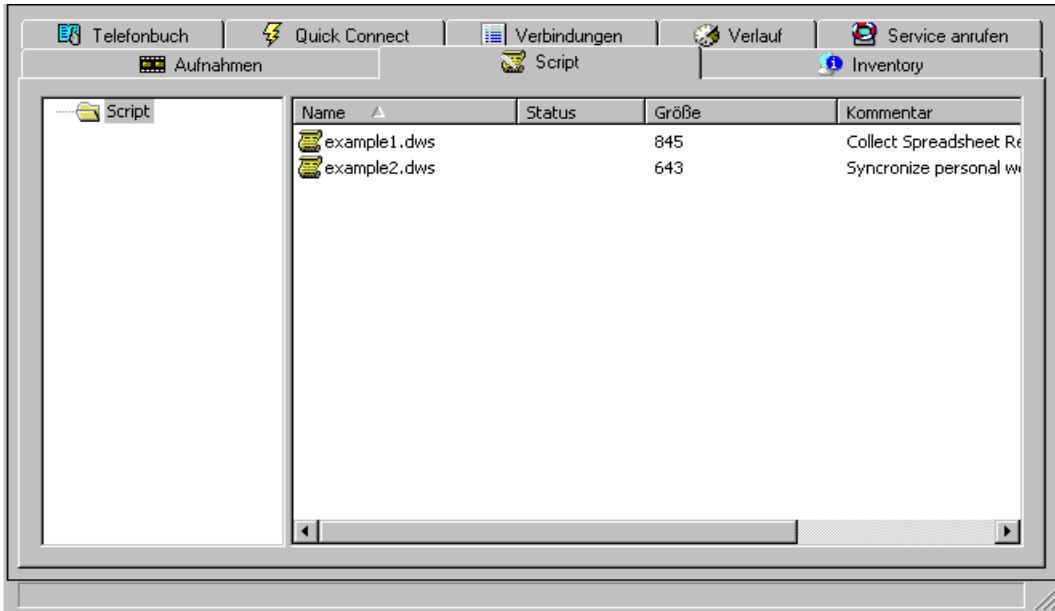 Telefonbuch Quick Connect Verbindungen Verlauf Service anrufen
Aufnahmen Script Inventory
Script
Name Status Größe Kommentar
example1.dws 845 Collect Spreadsheet Re
example2.dws 643 Syncronize personal w